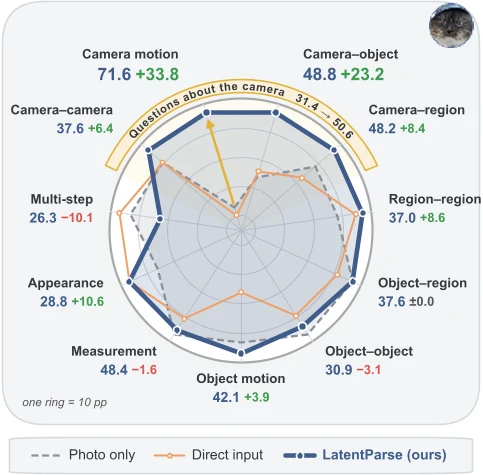 Camera motion
71.6 +33.8
Camera–object
48.8 +23.2
Questions about the camera 31.4 → 50.6
Camera–camera
37.6 +6.4
Camera–region
48.2 +8.4
Multi-step
26.3 −10.1
Region–region
37.0 +8.6
Appearance
28.8 +10.6
Object–region
37.6 ±0.0
Measurement
48.4 −1.6
Object–object
30.9 −3.1
Object motion
42.1 +3.9
one ring = 10 pp
Photo only
Direct input
LatentParse (ours)